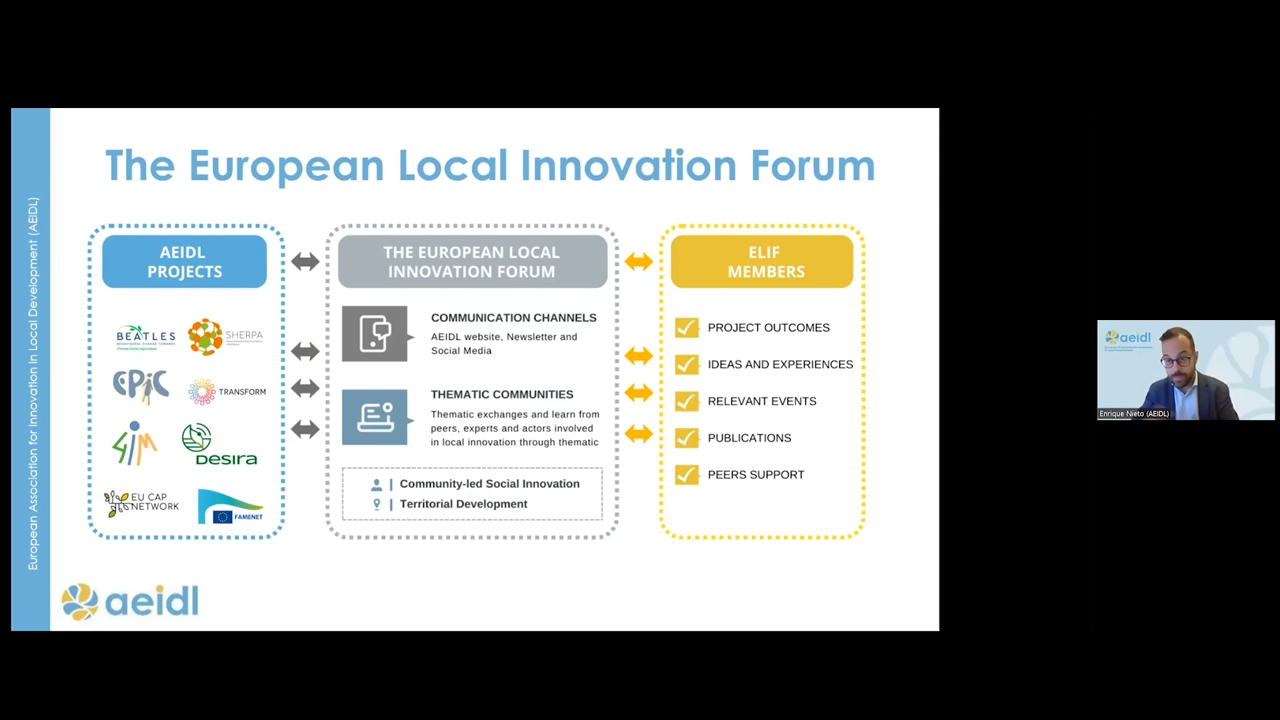 The European Local Innovation Forum
European Association for Innovation in Local Development (AEIDL)
AEIDL
PROJECTS
BEATLES
SHERPA
EPIC
TRANSFORM
SIM
DESIRA
EU CAP
NETWORK
FAMENET
THE EUROPEAN LOCAL
INNOVATION FORUM
COMMUNICATION CHANNELS
AEIDL website, Newsletter and
Social Media
THEMATIC COMMUNITIES
Thematic exchanges and learn from
peers, experts and actors involved
in local innovation through thematic
Community-led Social Innovation
Territorial Development
ELIF
MEMBERS
PROJECT OUTCOMES
IDEAS AND EXPERIENCES
RELEVANT EVENTS
PUBLICATIONS
PEERS SUPPORT
aeidl
aeidl
Enrique Nieto (AEIDL)